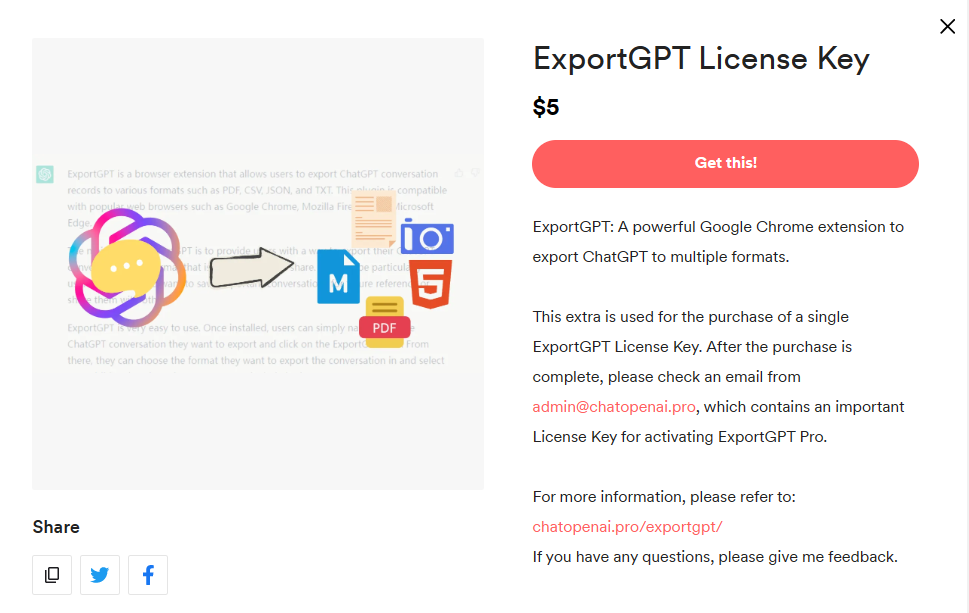 ExportGPT License Key
$5
Get this!
ExportGPT: A powerful Google Chrome extension to
export ChatGPT to multiple formats.
This extra is used for the purchase of a single
ExportGPT License Key. After the purchase is
complete, please check an email from
admin@chatopenai.pro, which contains an important
License Key for activating ExportGPT Pro.
For more information, please refer to:
chatopenai.pro/exportgpt/
If you have any questions, please give me feedback.
ExportGPT is a browser extension that allows users to export ChatGPT conversation
records to various formats such as PDF, CSV, JSON, and TXT. This plugin is compatible
with popular web browsers such as Google Chrome, Mozilla Microsoft
Edge.
GPT is to provide with a
ExportGPT is very easy to use. Once installed, users can simply
ChatGPT conversation they want to export and click on the From
there, they can choose the format they want to export the conversation in and select
M
PDF
Share